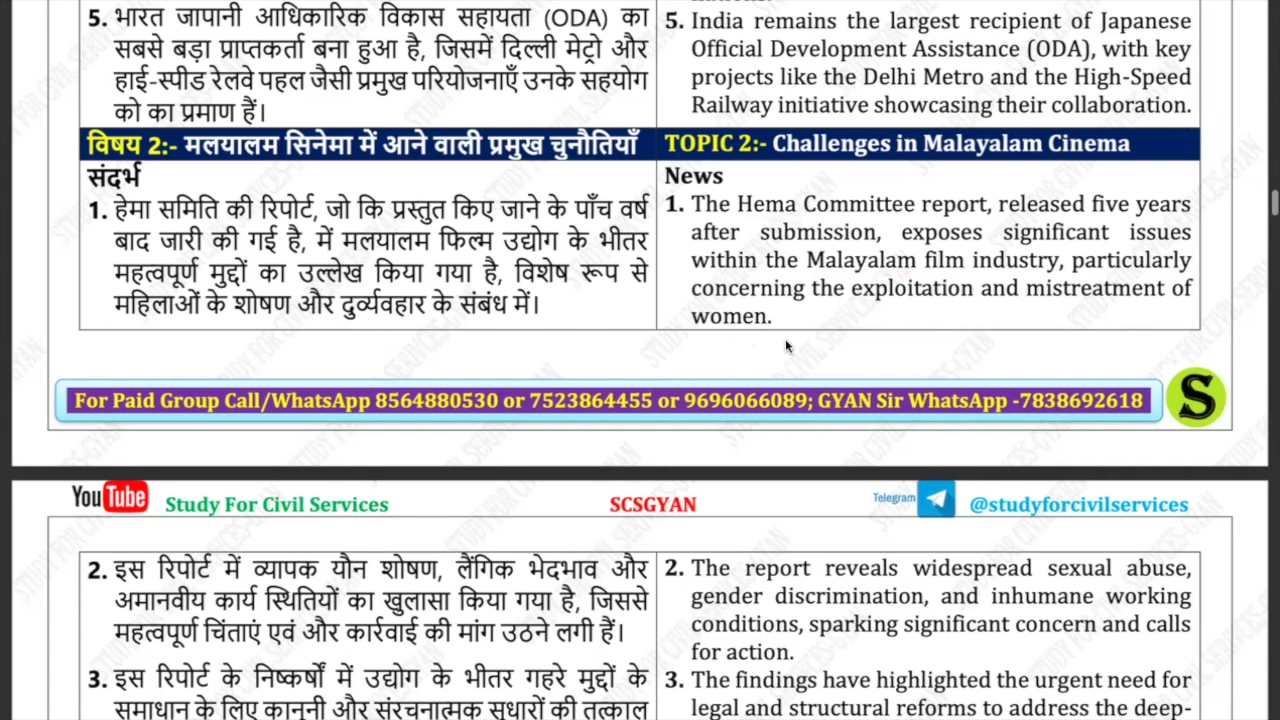 5. भारत जापानी आधिकारिक विकास सहायता (ODA) का
सबसे बड़ा प्राप्तकर्ता बना हुआ है, जिसमें दिल्ली मेट्रो और
हाई-स्पीड रेलवे पहल जैसी प्रमुख परियोजनाएँ उनके सहयोग
को का प्रमाण हैं।
5. India remains the largest recipient of Japanese
Official Development Assistance (ODA), with key
projects like the Delhi Metro and the High-Speed
Railway initiative showcasing their collaboration.
विषय 2:- मलयालम सिनेमा में आने वाली प्रमुख चुनौतियाँ
TOPIC 2:- Challenges in Malayalam Cinema
संदर्भ
1. हेमा समिति की रिपोर्ट, जो कि प्रस्तुत किए जाने के पाँच वर्ष
बाद जारी की गई है, में मलयालम फिल्म उद्योग के भीतर
महत्वपूर्ण मुद्दों का उल्लेख किया गया है, विशेष रूप से
महिलाओं के शोषण और दुर्व्यवहार के संबंध में।
News
1. The Hema Committee report, released five years
after submission, exposes significant issues
within the Malayalam film industry, particularly
concerning the exploitation and mistreatment of
women.
For Paid Group Call/WhatsApp 8564880530 or 7523864455 or 9696066089; GYAN Sir WhatsApp -7838692618
S
YouTube Study For Civil Services
SCSGYAN
Telegram @studyforcivilservices
2. इस रिपोर्ट में व्यापक यौन शोषण, लैंगिक भेदभाव और
अमानवीय कार्य स्थितियों का खुलासा किया गया है, जिससे
महत्वपूर्ण चिंताएं एवं और कार्रवाई की मांग उठने लगी हैं।
3. इस रिपोर्ट के निष्कर्षों में उद्योग के भीतर गहरे मुद्दों के
समाधान के लिए कानूनी और संरचनात्मक सुधारों की तत्काल
2. The report reveals widespread sexual abuse,
gender discrimination, and inhumane working
conditions, sparking significant concern and calls
for action.
3. The findings have highlighted the urgent need for
legal and structural reforms to address the deep-